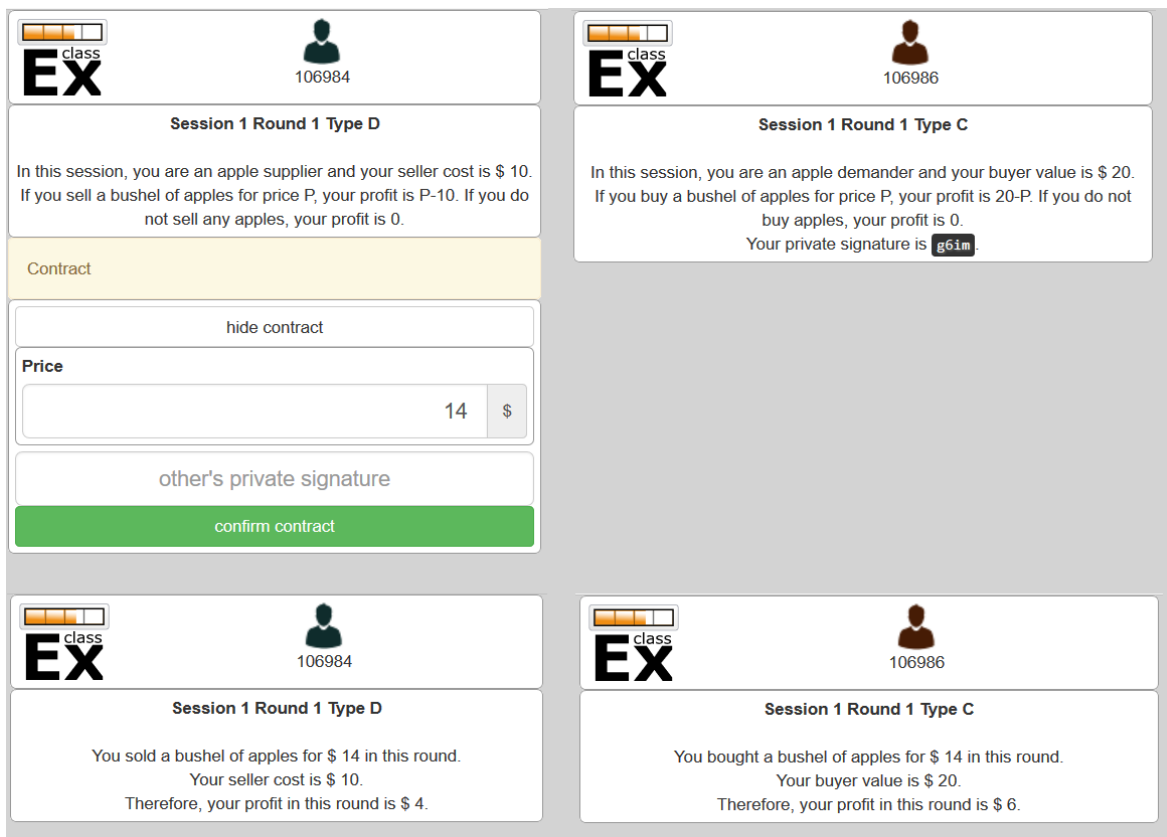 class
Ex
106984
Session 1 Round 1 Type D
In this session, you are an apple supplier and your seller cost is $ 10.
If you sell a bushel of apples for price P, your profit is P-10. If you do
not sell any apples, your profit is 0.
Contract
hide contract
Price
14 $
other's private signature
confirm contract
class
Ex
106986
Session 1 Round 1 Type C
In this session, you are an apple demander and your buyer value is $ 20.
If you buy a bushel of apples for price P, your profit is 20-P. If you do not
buy apples, your profit is 0.
Your private signature is g6im.
class
Ex
106984
Session 1 Round 1 Type D
You sold a bushel of apples for $ 14 in this round.
Your seller cost is $ 10.
Therefore, your profit in this round is $ 4.
class
Ex
106986
Session 1 Round 1 Type C
You bought a bushel of apples for $ 14 in this round.
Your buyer value is $ 20.
Therefore, your profit in this round is $ 6.